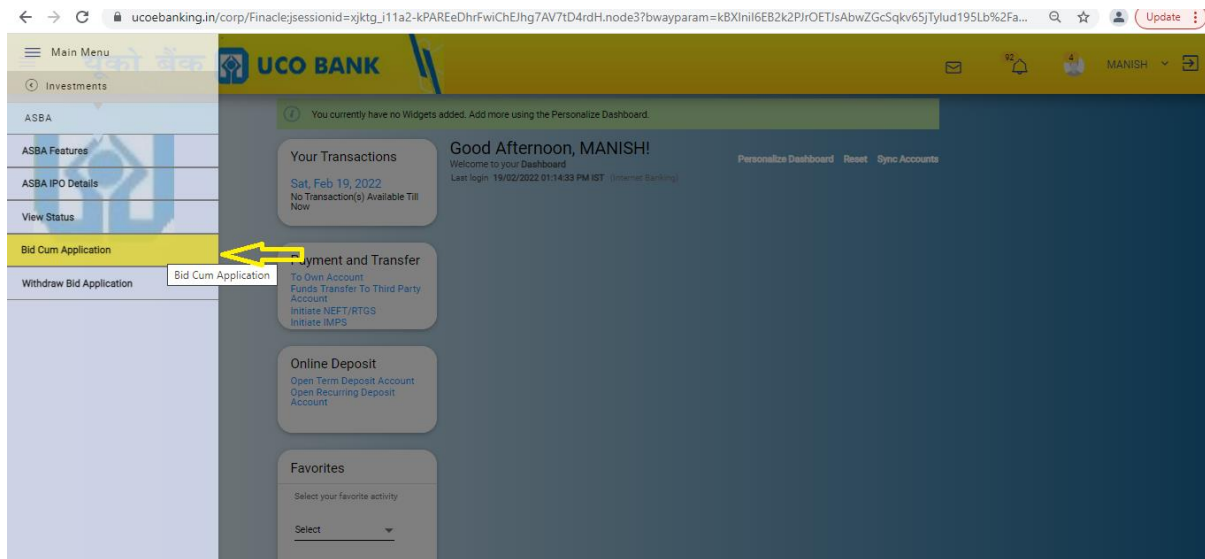 ucoebanking.in/corp/Finacle;jsessionid=xjktg_i11a2-kPAREeDhrFwiChEJhg7AV7tD4rdH.node3?bwayparam=kBXInil6EB2k2PJrOETJsAbwZGcSqkv65jTylud195Lb%2Fa...
Update
Main Menu
यूको बैंक
UCO BANK
92
4
MANISH
Investments
ASBA
ASBA Features
ASBA IPO Details
View Status
Bid Cum Application
Bid Cum Application
Withdraw Bid Application
You currently have no Widgets added. Add more using the Personalize Dashboard.
Your Transactions
Sat, Feb 19, 2022
No Transaction(s) Available Till
Now
Good Afternoon, MANISH!
Welcome to your Dashboard
Last login 19/02/2022 01:14:33 PM IST (Internet Banking)
Personalize Dashboard Reset Sync Accounts
Payment and Transfer
To Own Account
Funds Transfer To Third Party
Account
Initiate NEFT/RTGS
Initiate IMPS
Online Deposit
Open Term Deposit Account
Open Recurring Deposit
Account
Favorites
Select your favorite activity
Select